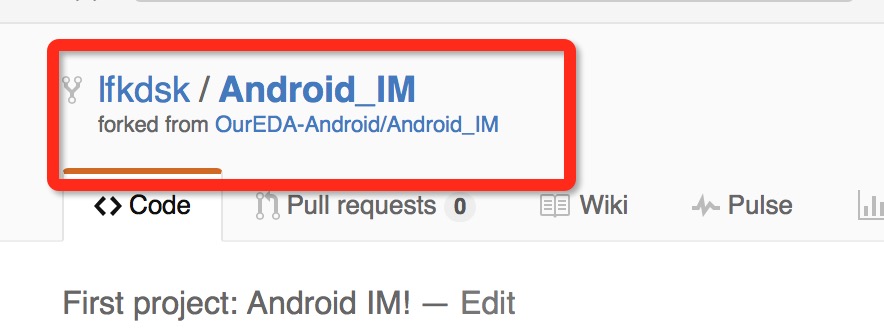 lfkdsk / Android_IM
forked from OurEDA-Android/Android_IM
Code Pull requests 0 Wiki Pulse
First project: Android IM! — Edit